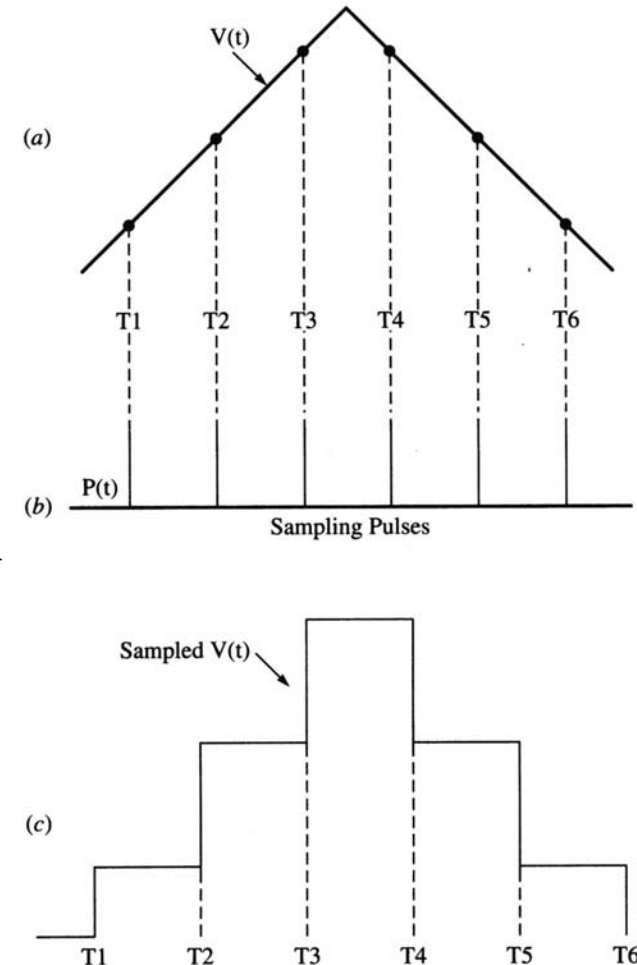 V(t)
(a)
T1 T2 T3 T4 T5 T6
P(t)
(b)
Sampling Pulses
Sampled V(t)
(c)
T1 T2 T3 T4 T5 T6